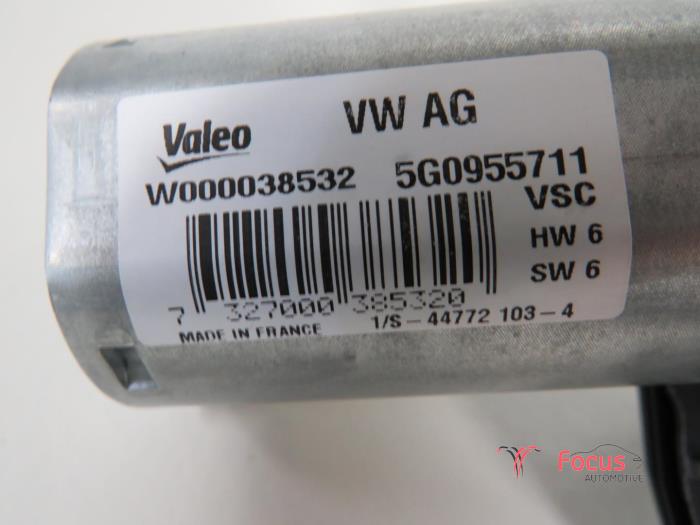 Valeo VW AG
W000038532 5G0955711
VSC
HW 6
SW 6
7 327000 385320
MADE IN FRANCE 1/S - 44772 103 - 4
Focus
AUTOMOTIVE